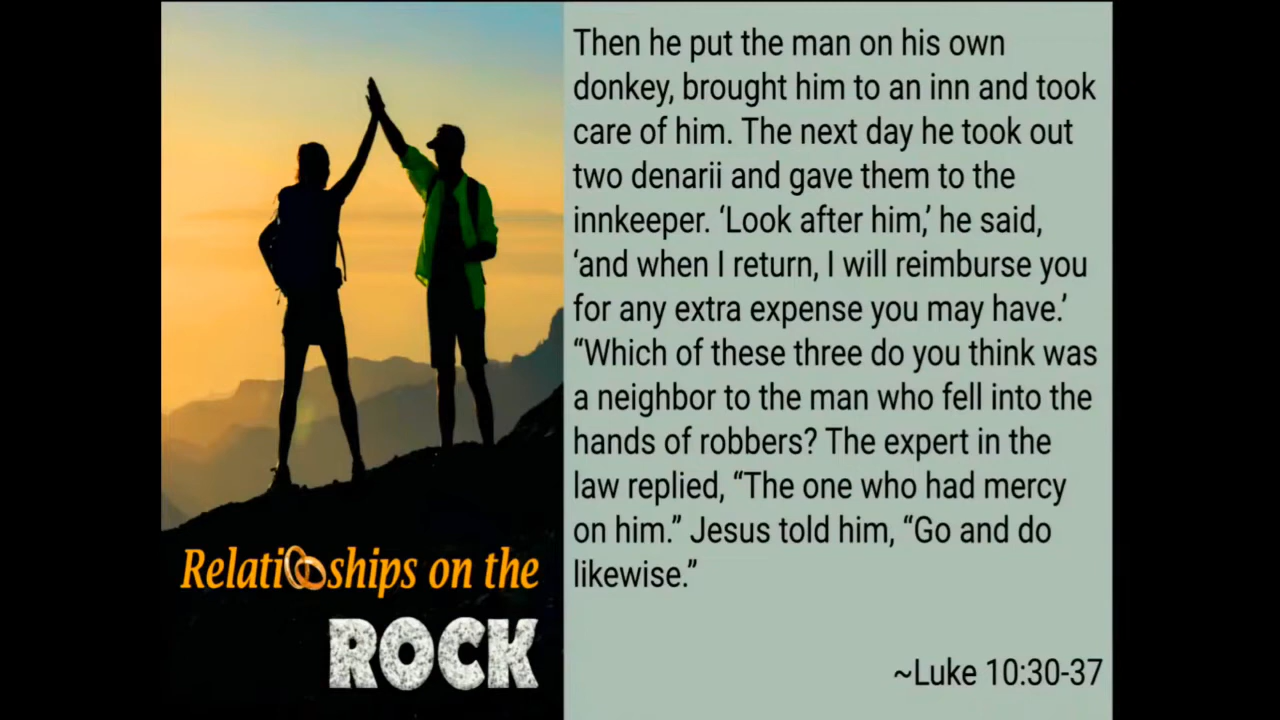 Then he put the man on his own
donkey, brought him to an inn and took
care of him. The next day he took out
two denarii and gave them to the
innkeeper. ‘Look after him,’ he said,
‘and when I return, I will reimburse you
for any extra expense you may have.’
“Which of these three do you think was
a neighbor to the man who fell into the
hands of robbers? The expert in the
law replied, “The one who had mercy
on him.” Jesus told him, “Go and do
likewise.”
~Luke 10:30-37
Relationships on the
ROCK